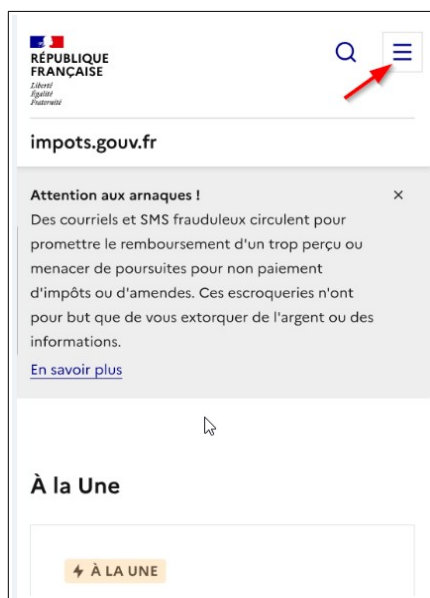 RÉPUBLIQUE
FRANÇAISE
Liberté
Égalité
Fraternité
impots.gouv.fr
Attention aux arnaques !
Des courriels et SMS frauduleux circulent pour
promettre le remboursement d'un trop perçu ou
menacer de poursuites pour non paiement
d'impôts ou d'amendes. Ces escroqueries n'ont
pour but que de vous extorquer de l'argent ou des
informations.
En savoir plus
À la Une
À LA UNE